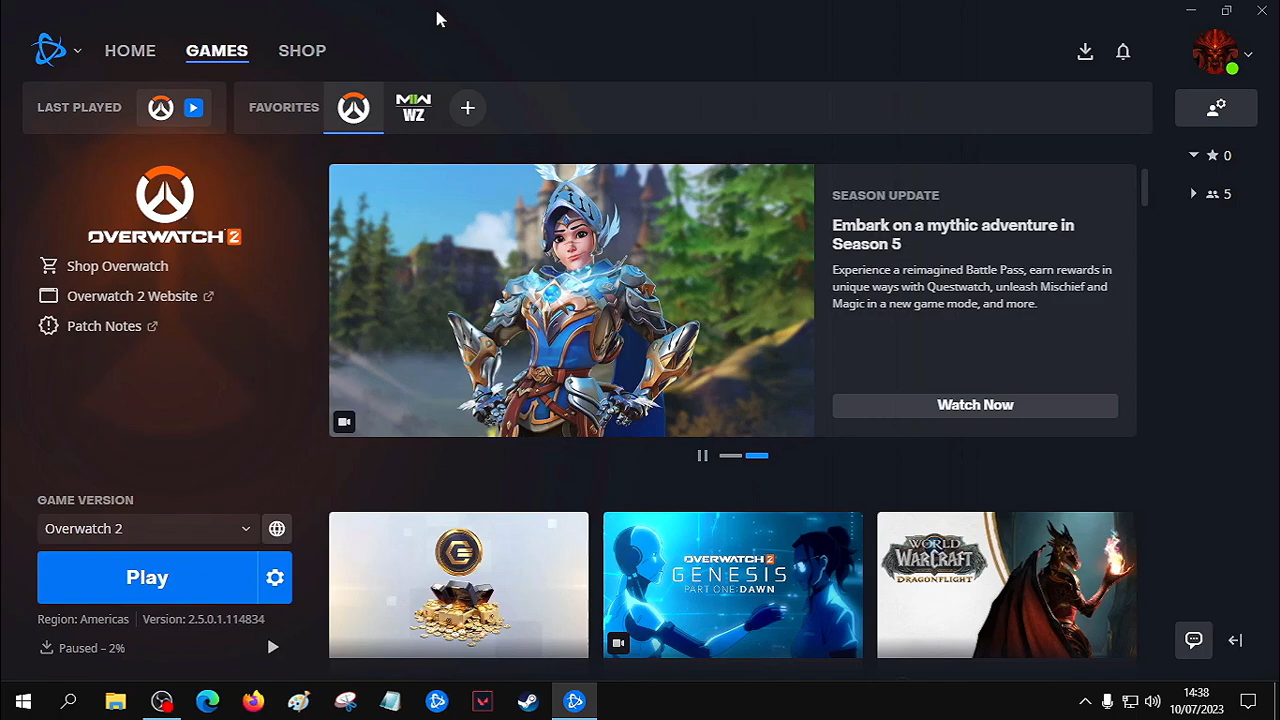 HOME GAMES SHOP
LAST PLAYED
FAVORITES
MWII
WZ
0
5
OVERWATCH 2
Shop Overwatch
Overwatch 2 Website
Patch Notes
SEASON UPDATE
Embark on a mythic adventure in
Season 5
Experience a reimagined Battle Pass, earn rewards in
unique ways with Questwatch, unleash Mischief and
Magic in a new game mode, and more.
Watch Now
GAME VERSION
Overwatch 2
Play
Region: Americas
Version: 2.5.0.1.114834
Paused – 2%
OVERWATCH 2
GENESIS
PART ONE: DAWN
WORLD
OF
WARCRAFT
DRAGONFLIGHT
4:38
10/07/2023